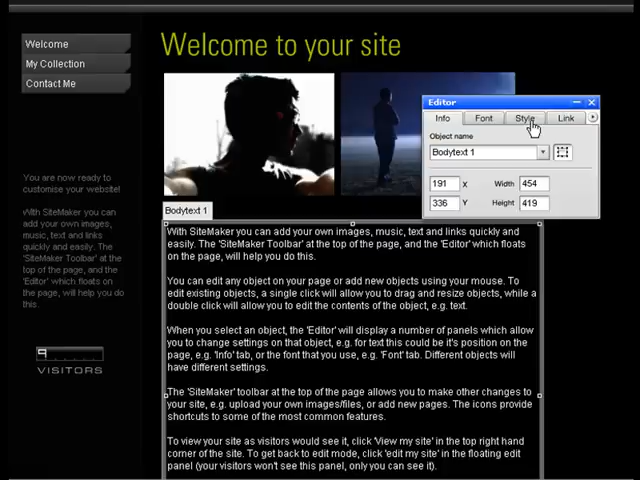 Welcome
My Collection
Contact Me
Welcome to your site
Editor
Info Font Style Link
Object name
Bodytext 1
191 X Width 454
336 Y Height 419
You are now ready to
customise your website!
With SiteMaker you can
add your own images,
music, text and links
quickly and easily. The
'SiteMaker Toolbar' at the
top of the page, and the
'Editor' which floats on
the page, will help you do
this.
9
VISITORS
Bodytext 1
With SiteMaker you can add your own images, music, text and links quickly and
easily. The 'SiteMaker Toolbar' at the top of the page, and the 'Editor' which floats
on the page, will help you do this.
You can edit any object on your page or add new objects using your mouse. To
edit existing objects, a single click will allow you to drag and resize objects, while a
double click will allow you to edit the contents of the object, e.g. text.
When you select an object, the 'Editor' will display a number of panels which allow
you to change settings on that object, e.g. for text this could be it's position on the
page, e.g. 'Info' tab, or the font that you use, e.g. 'Font' tab. Different objects will
have different settings.
The 'SiteMaker' toolbar at the top of the page allows you to make other changes to
your site, e.g. upload your own images/files, or add new pages. The icons provide
shortcuts to some of the most common features.
To view your site as visitors would see it, click 'View my site' in the top right hand
corner of the site. To get back to edit mode, click 'edit my site' in the floating edit
panel (your visitors won't see this panel, only you can see it).